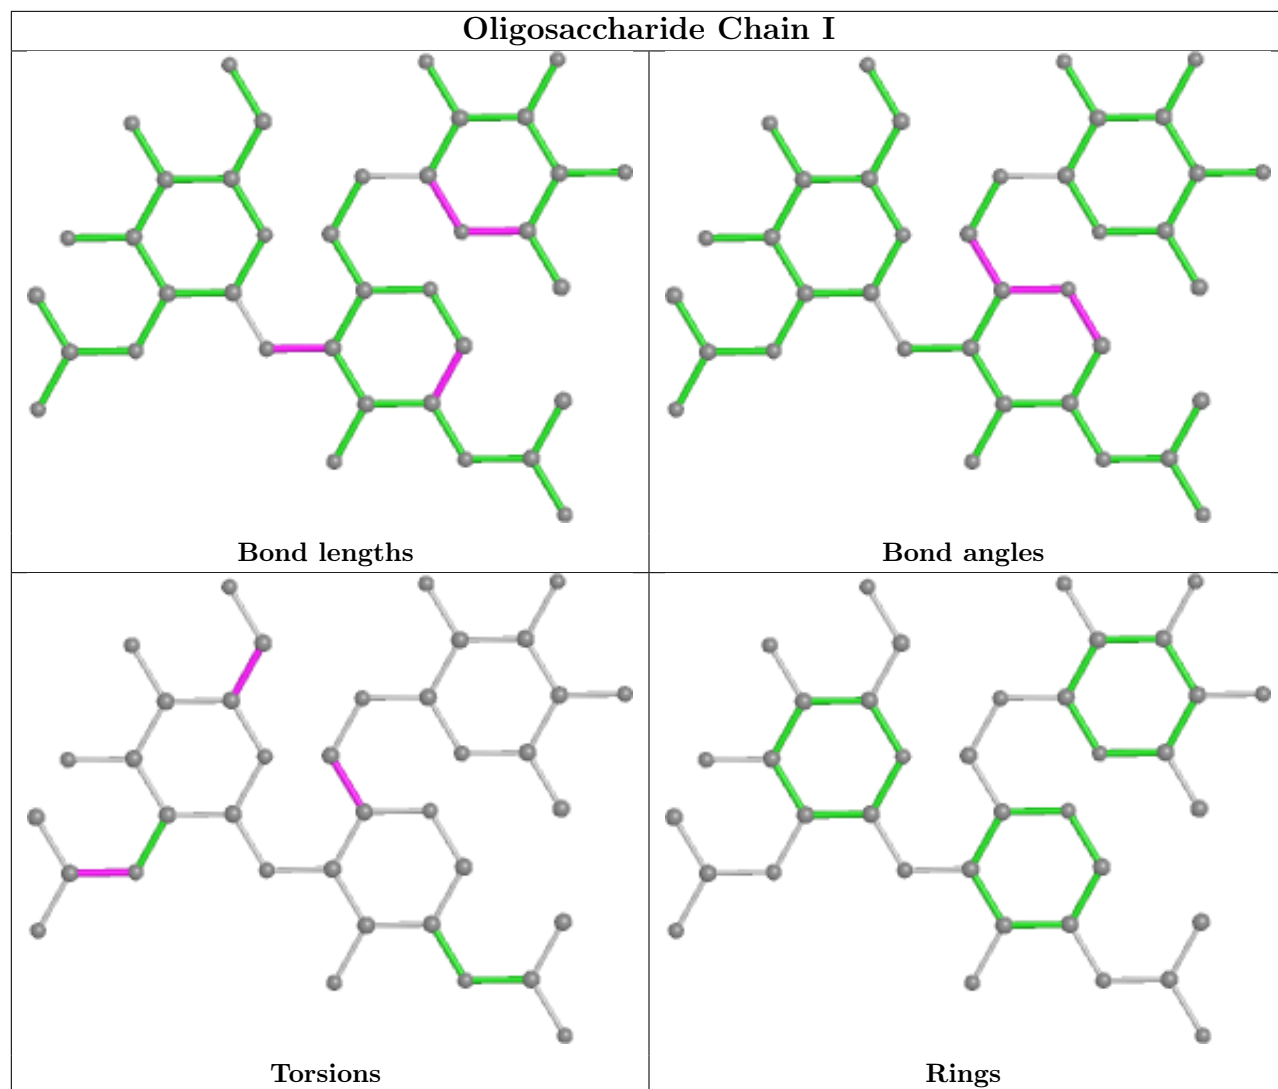 Oligosaccharide Chain I
Bond lengths
Bond angles
Torsions
Rings